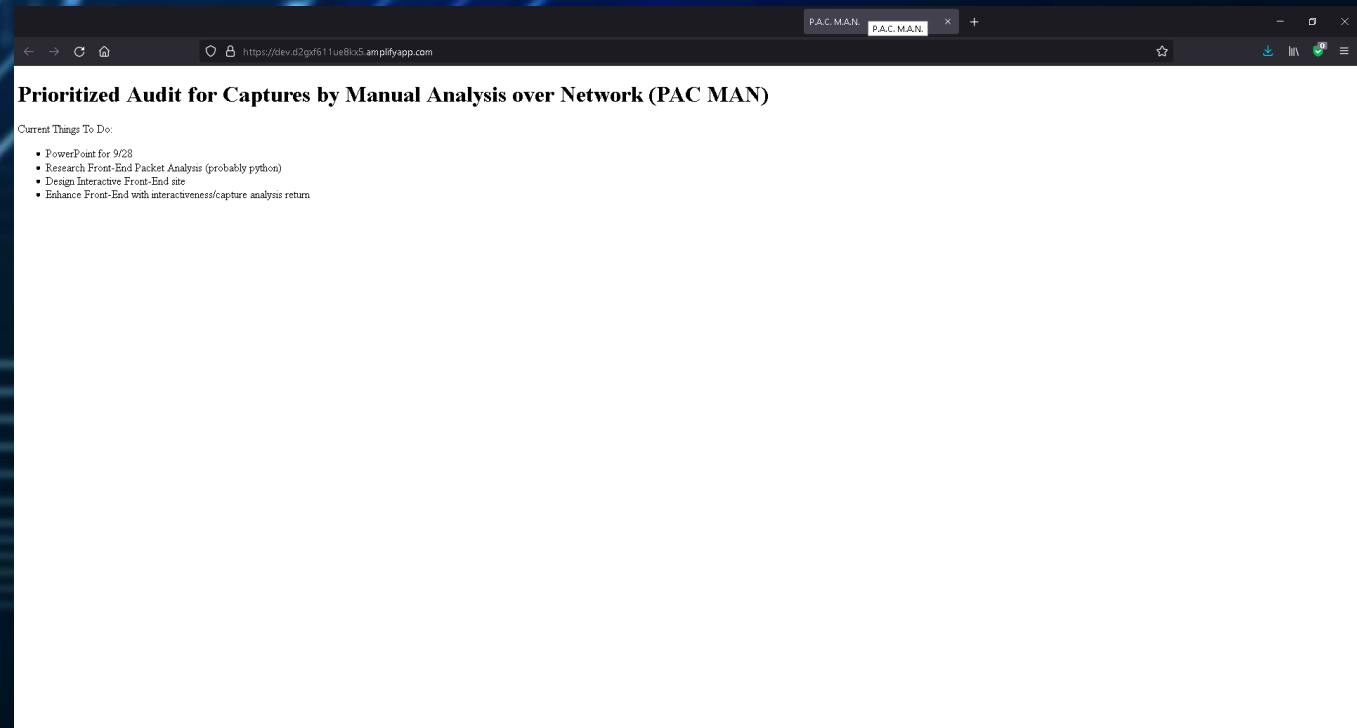 P.A.C. M.A.N.
P.A.C. M.A.N.
https://dev.d2gxf611ue8kx5.amplifyapp.com
0
Prioritized Audit for Captures by Manual Analysis over Network (PAC MAN)
Current Things To Do:
PowerPoint for 9/28
Research Front-End Packet Analysis (probably python)
Design Interactive Front-End site
Enhance Front-End with interactiveness/capture analysis return